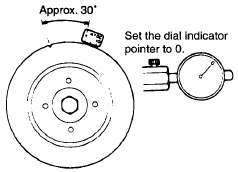 Approx. 30°
Set the dial indicator
pointer to 0.